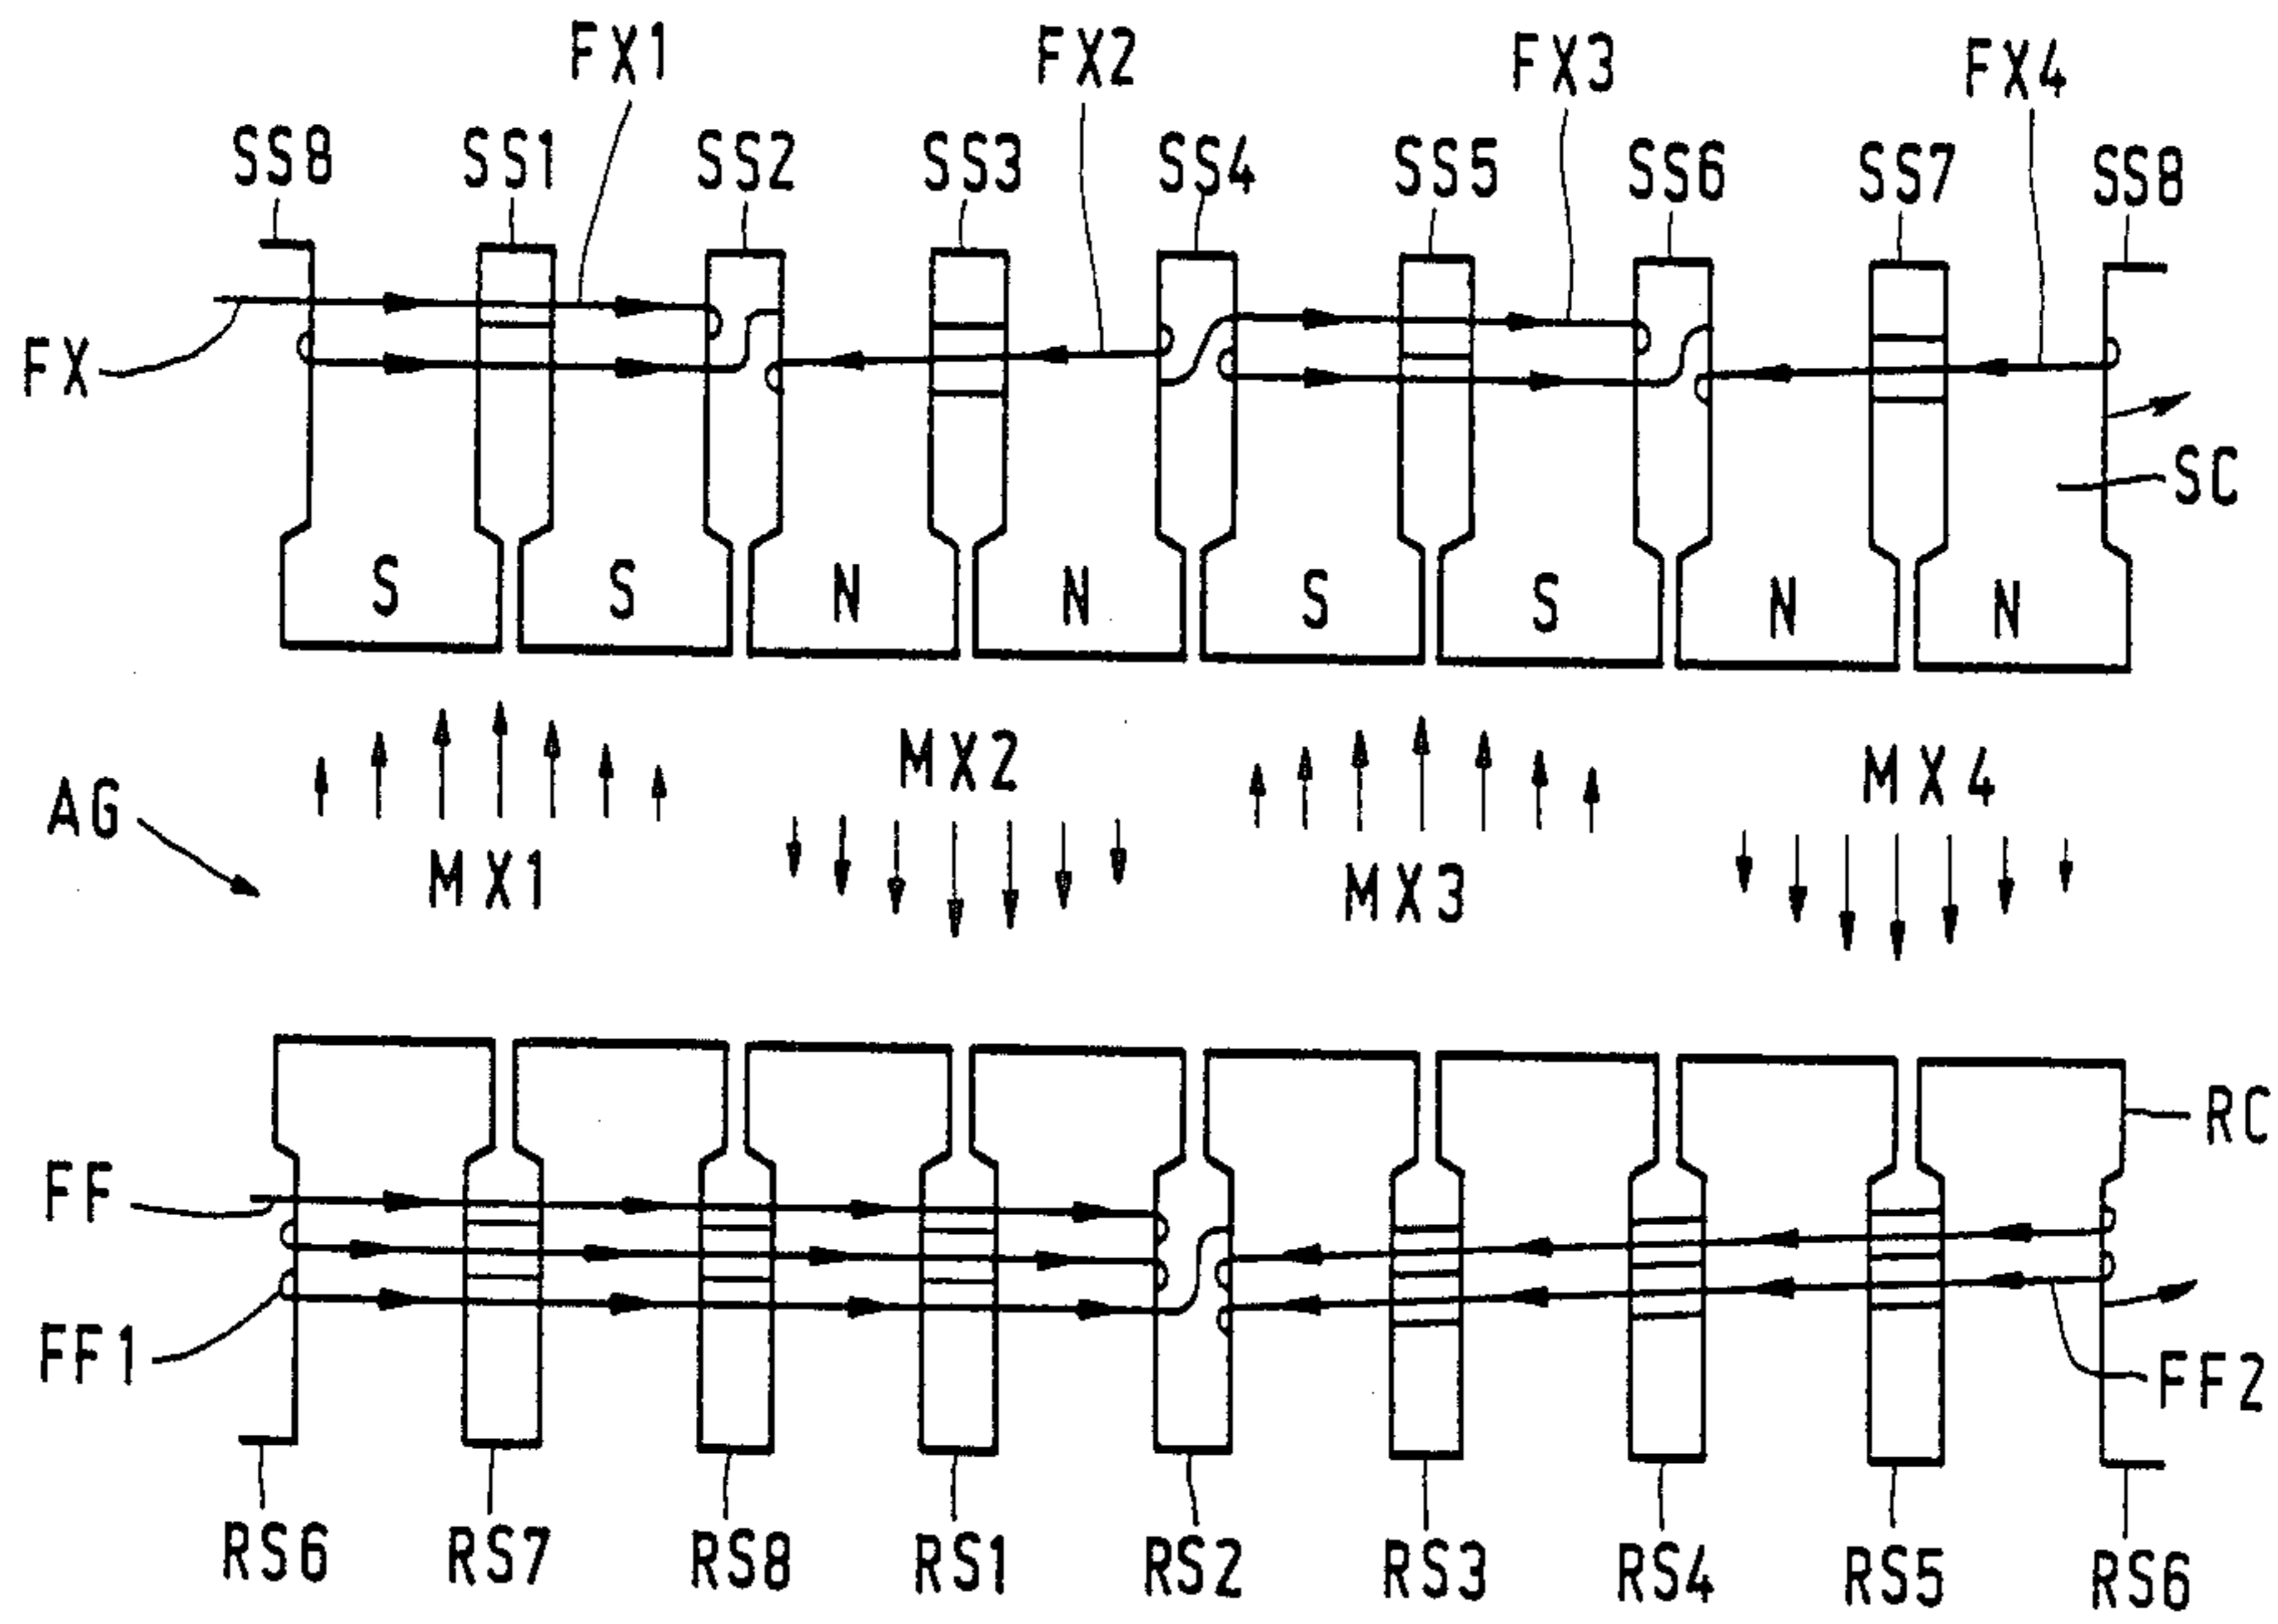 FX1 FX2 FX3 FX4
SS8 SS1 SS2 SS3 SS4 SS5 SS6 SS7 SS8
FX
SC
S S N N S S N N
MX2 MX4
AG
MX1 MX3
RC
FF
FF1
FF2
RS6 RS7 RS8 RS1 RS2 RS3 RS4 RS5 RS6